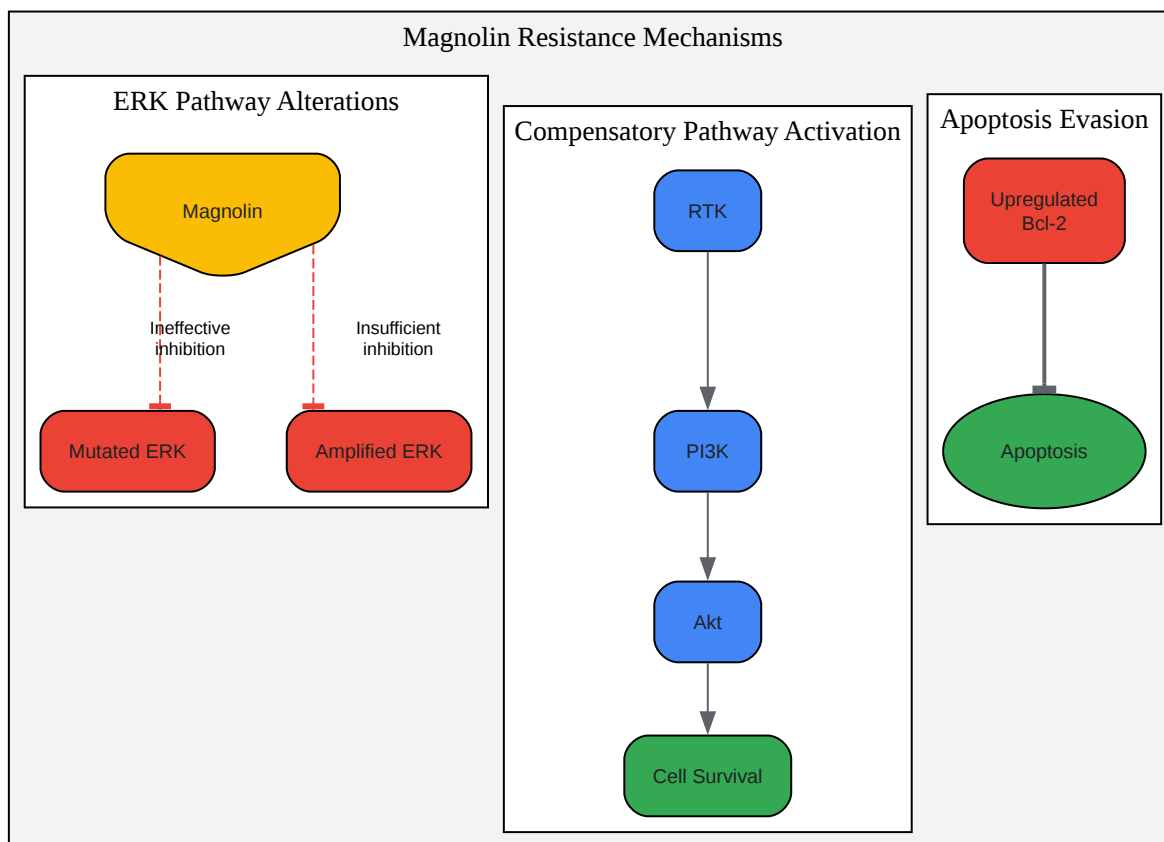 Magnolin Resistance Mechanisms
ERK Pathway Alterations
Magnolin
Ineffective
inhibition
Insufficient
inhibition
Mutated ERK
Amplified ERK
Compensatory Pathway Activation
RTK
PI3K
Akt
Cell Survival
Apoptosis Evasion
Upregulated
Bcl-2
Apoptosis